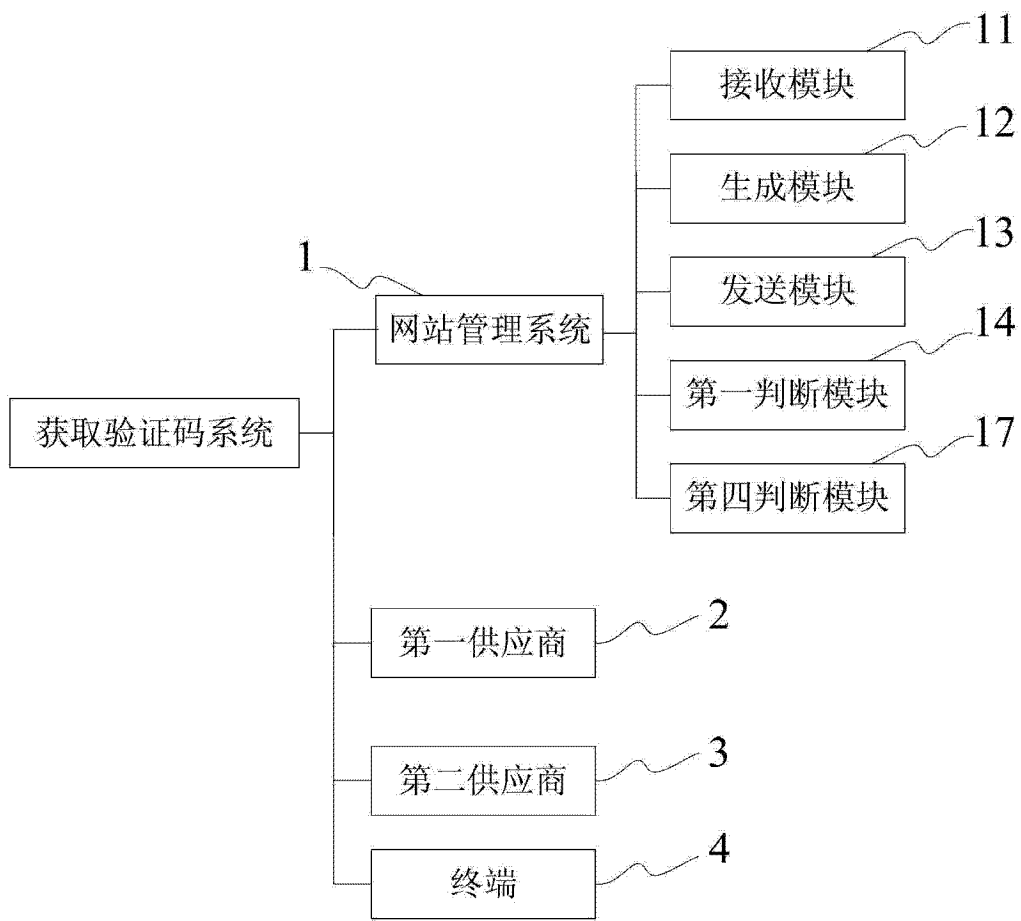 11
接收模块
12
生成模块
13
发送模块
1
网站管理系统
14
第一判断模块
获取验证码系统
17
第四判断模块
2
第一供应商
3
第二供应商
4
终端